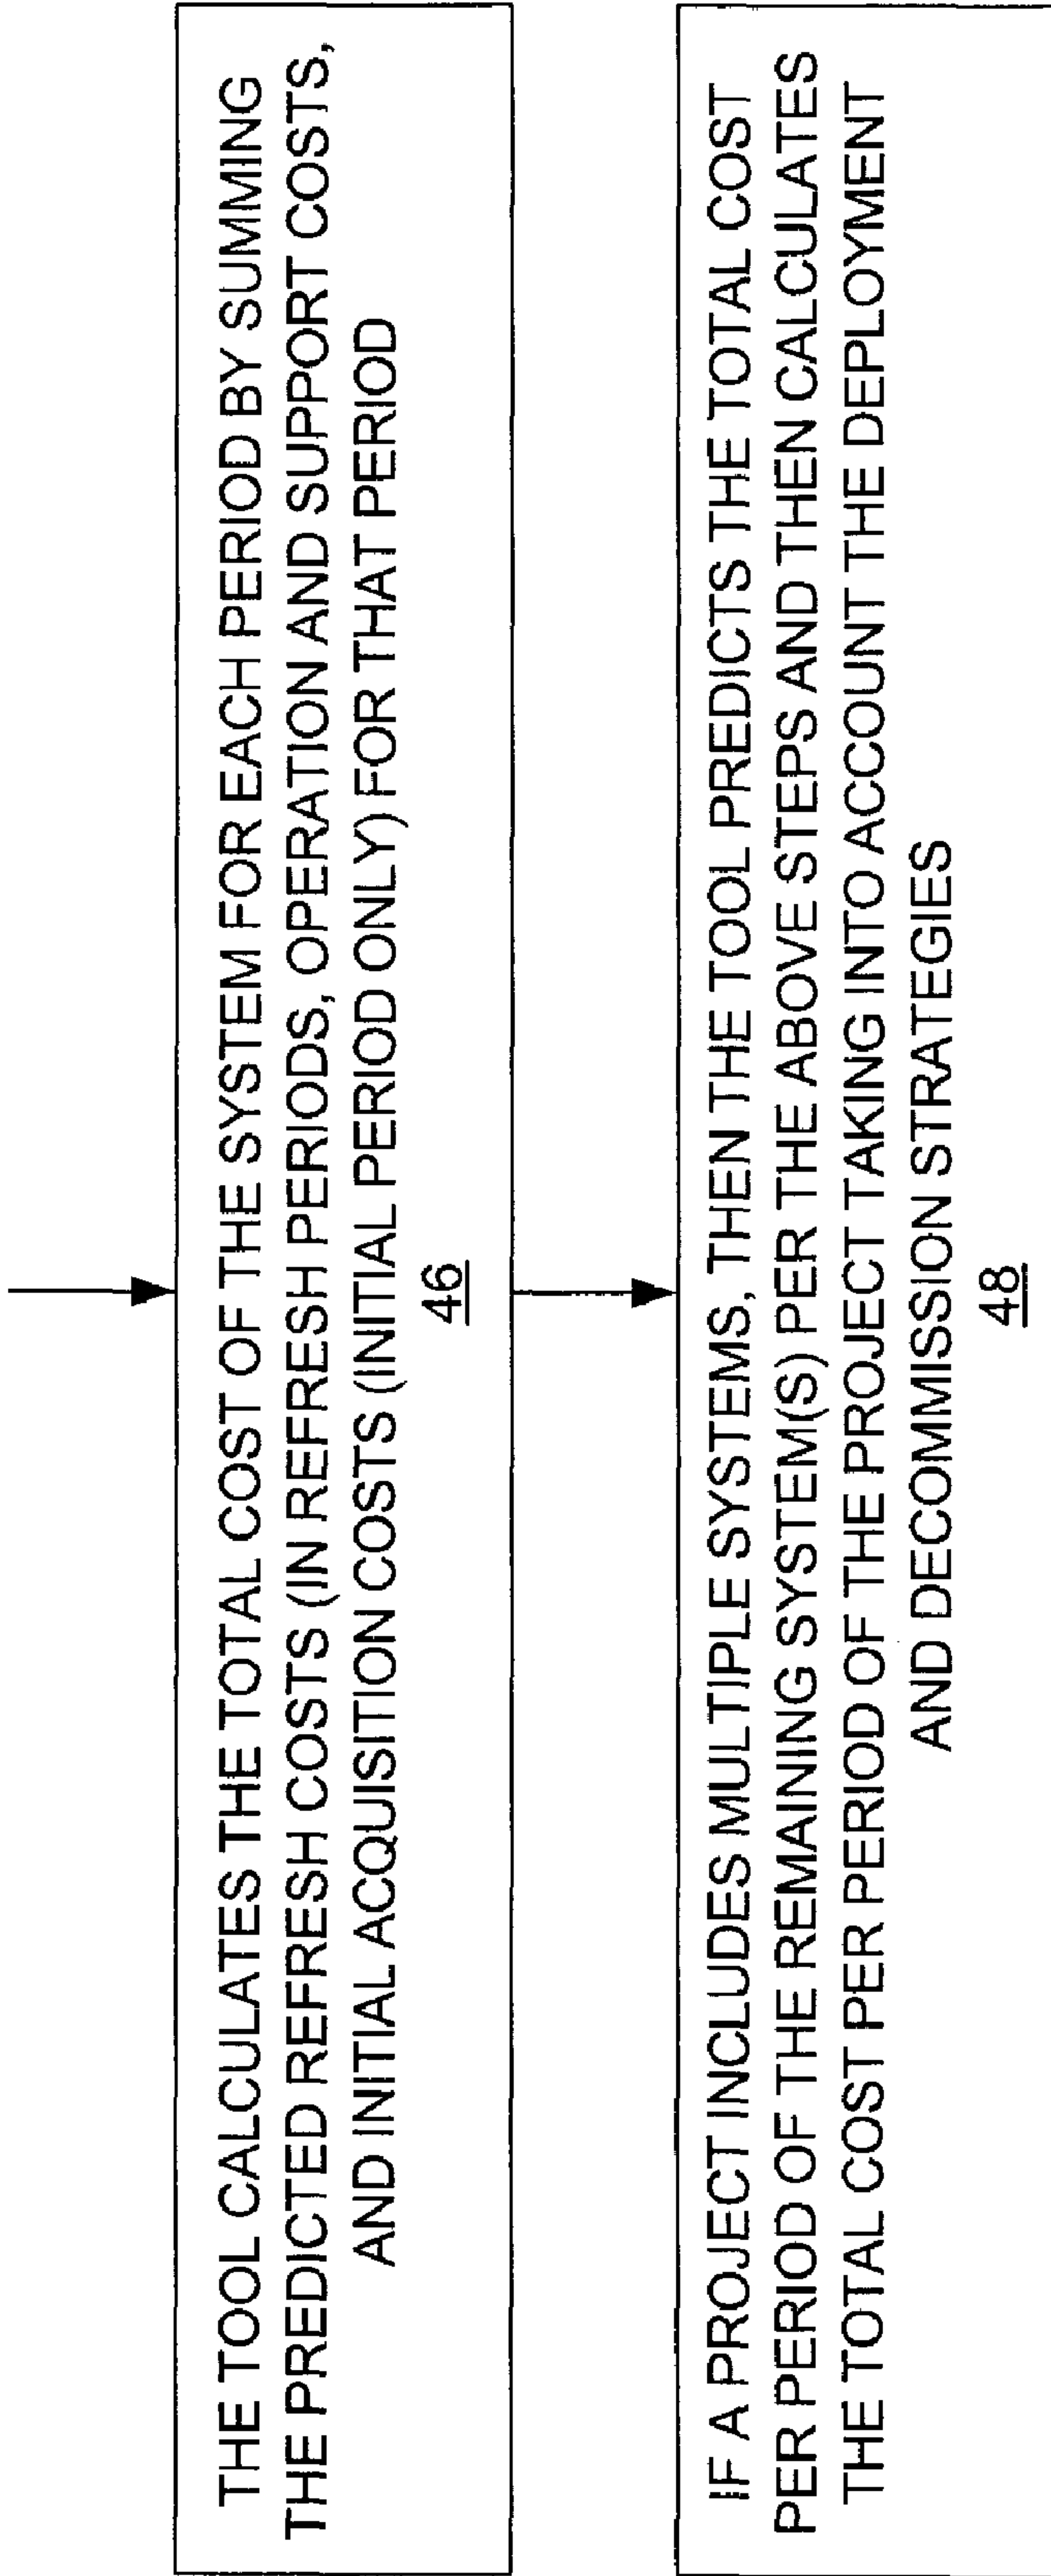 THE TOOL CALCULATES THE TOTAL COST OF THE SYSTEM FOR EACH PERIOD BY SUMMING
THE PREDICTED REFRESH COSTS (IN REFRESH PERIODS, OPERATION AND SUPPORT COSTS,
AND INITIAL ACQUISITION COSTS (INITIAL PERIOD ONLY) FOR THAT PERIOD
46
IF A PROJECT INCLUDES MULTIPLE SYSTEMS, THEN THE TOOL PREDICTS THE TOTAL COST
PER PERIOD OF THE REMAINING SYSTEM(S) PER THE ABOVE STEPS AND THEN CALCULATES
THE TOTAL COST PER PERIOD OF THE PROJECT TAKING INTO ACCOUNT THE DEPLOYMENT
AND DECOMMISSION STRATEGIES
48